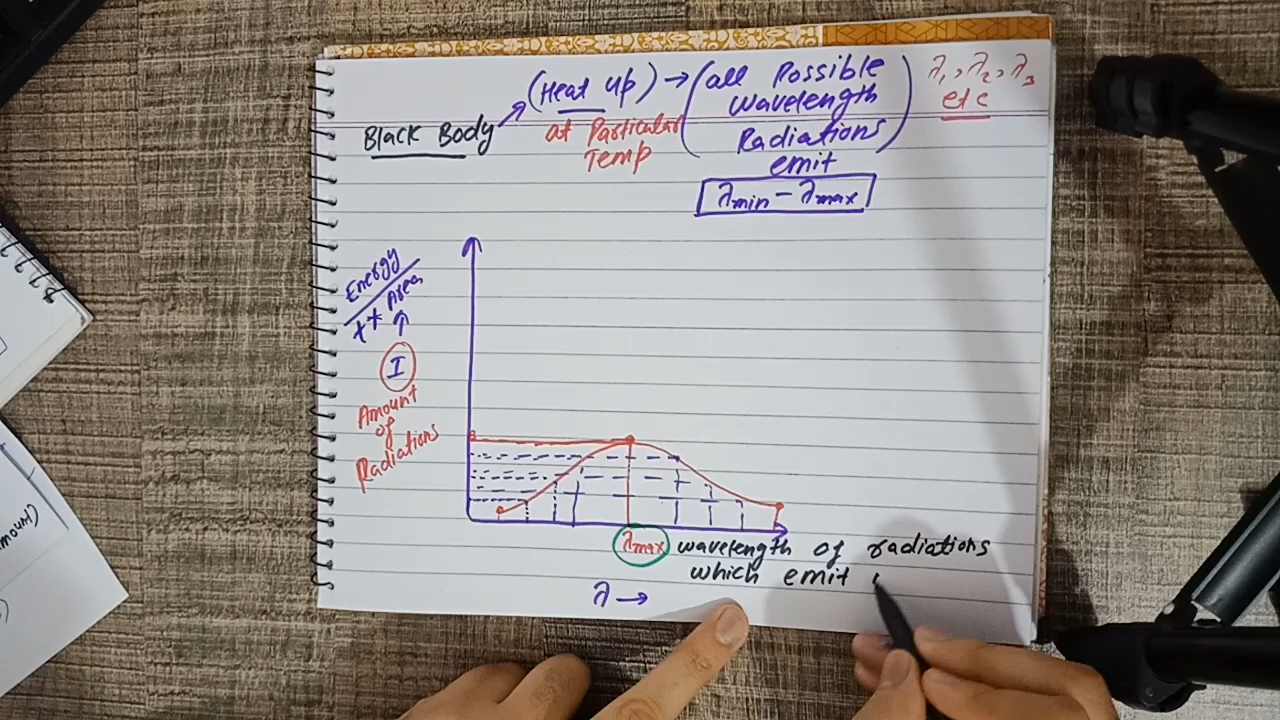 Black Body
(Heat up) → (all Possible
wavelength
Radiations)
emit
at Particular
Temp
λmin - λmax
λ1, λ2, λ3
etc
Energy
t * Area
I
Amount
of
Radiations
λmax wavelength of radiations
which emit
λ →